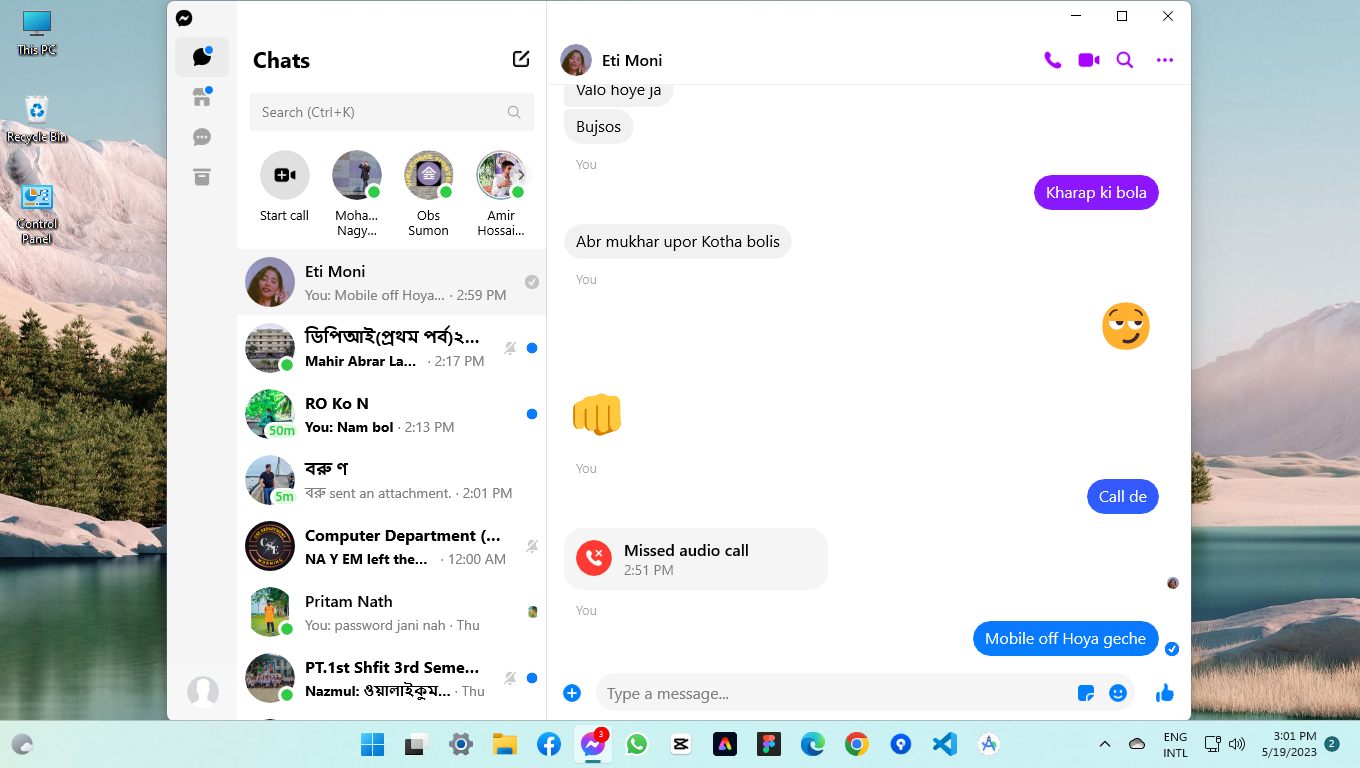 This PC
Recycle Bin
Control
Panel
Chats
Search (Ctrl+K)
Start call
Moha...
Nagy...
Obs
Sumon
Amir
Hossai...
Eti Moni
You: Mobile off Hoya... · 2:59 PM
ডিপিআই(প্রথম পর্ব)২...
Mahir Abrar La... · 2:17 PM
RO Ko N
You: Nam bol · 2:13 PM
50m
বরু ণ
বরু sent an attachment. · 2:01 PM
5m
Computer Department (...
NA Y EM left the... · 12:00 AM
Pritam Nath
You: password jani nah · Thu
PT.1st Shfit 3rd Seme...
Nazmul: ওয়ালাইকুম... · Thu
Eti Moni
Valo hoye ja
Bujsos
You
Kharap ki bola
Abr mukhar upor Kotha bolis
You
You
Call de
Missed audio call
2:51 PM
You
Mobile off Hoya geche
Type a message...
3
ENG
INTL
3:01 PM
5/19/2023
2